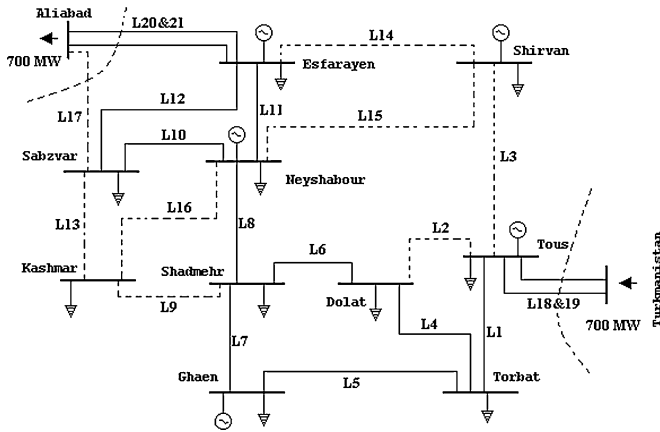 Aliabad
L20&21
700 MW
L14
Shirvan
Esfarayen
L12
L11
L15
L17
L10
Sabzvar
L3
Neyshabour
L16
L13
L8
L2
Tous
L6
Kashmar
Shadmehr
Dolat
L9
L18&19
Turkmanistan
700 MW
L4
L1
L7
Ghaen
L5
Torbat